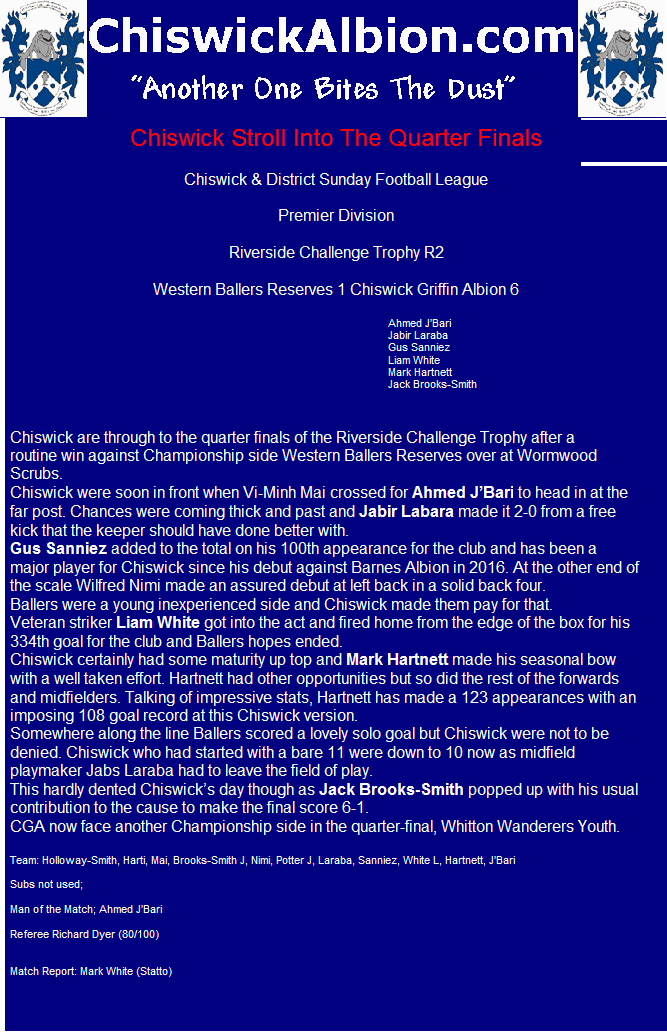 ChiswickAlbion.com
"Another One Bites The Dust"
Chiswick Stroll Into The Quarter Finals
Chiswick & District Sunday Football League
Premier Division
Riverside Challenge Trophy R2
Western Ballers Reserves 1 Chiswick Griffin Albion 6
Ahmed J'Bari
Jabir Laraba
Gus Sanniez
Liam White
Mark Hartnett
Jack Brooks-Smith
Chiswick are through to the quarter finals of the Riverside Challenge Trophy after a
routine win against Championship side Western Ballers Reserves over at Wormwood
Scrubs.
Chiswick were soon in front when Vi-Minh Mai crossed for Ahmed J'Bari to head in at the
far post. Chances were coming thick and past and Jabir Labara made it 2-0 from a free
kick that the keeper should have done better with.
Gus Sanniez added to the total on his 100th appearance for the club and has been a
major player for Chiswick since his debut against Barnes Albion in 2016. At the other end of
the scale Wilfred Nimi made an assured debut at left back in a solid back four.
Ballers were a young inexperienced side and Chiswick made them pay for that.
Veteran striker Liam White got into the act and fired home from the edge of the box for his
334th goal for the club and Ballers hopes ended.
Chiswick certainly had some maturity up top and Mark Hartnett made his seasonal bow
with a well taken effort. Hartnett had other opportunities but so did the rest of the forwards
and midfielders. Talking of impressive stats, Hartnett has made a 123 appearances with an
imposing 108 goal record at this Chiswick version.
Somewhere along the line Ballers scored a lovely solo goal but Chiswick were not to be
denied. Chiswick who had started with a bare 11 were down to 10 now as midfield
playmaker Jabs Laraba had to leave the field of play.
This hardly dented Chiswick's day though as Jack Brooks-Smith popped up with his usual
contribution to the cause to make the final score 6-1.
CGA now face another Championship side in the quarter-final, Whitton Wanderers Youth.
Team: Holloway-Smith, Harti, Mai, Brooks-Smith J, Nimi, Potter J, Laraba, Sanniez, White L, Hartnett, J'Bari
Subs not used;
Man of the Match; Ahmed J'Bari
Referee Richard Dyer (80/100)
Match Report: Mark White (Statto)